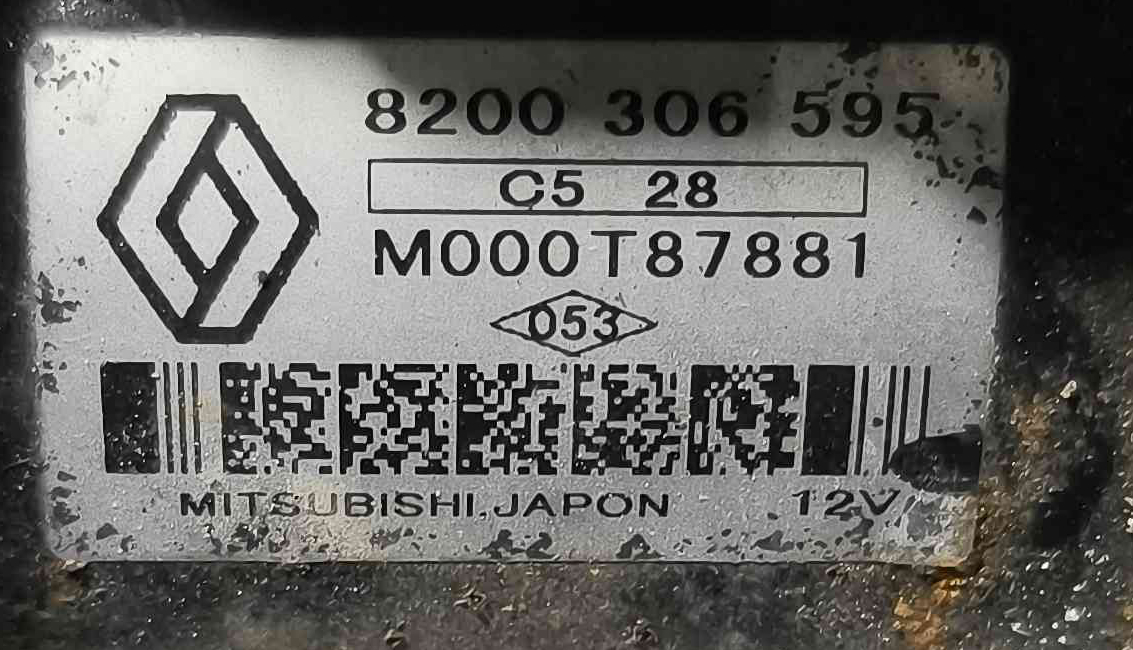 8200 306 595
C5 28
M000T87881
053
MITSUBISHI,JAPON 12V